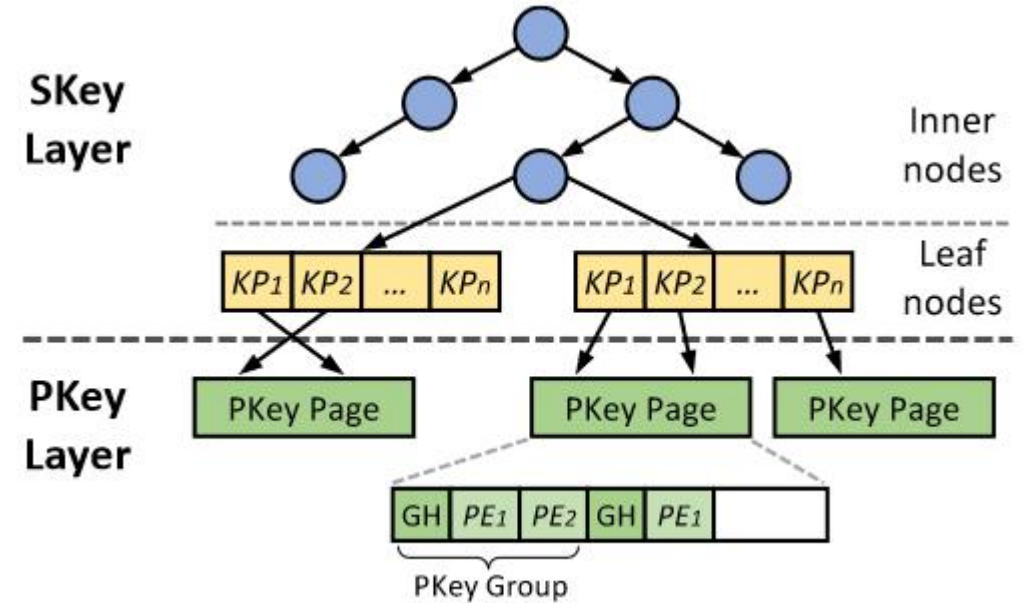 SKey
Layer
Inner
nodes
Leaf
nodes
KP1 KP2 ... KPn
KP1 KP2 ... KPn
PKey
Layer
PKey Page
PKey Page
PKey Page
GH PE1 PE2 GH PE1
PKey Group